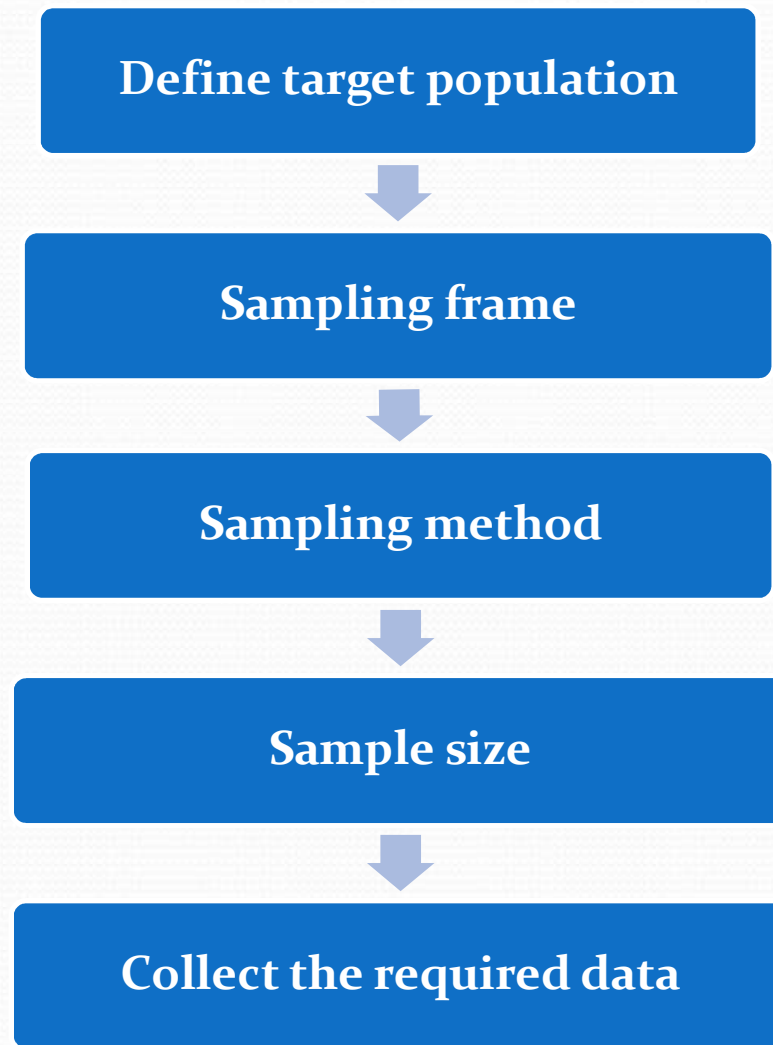 Define target population
Sampling frame
Sampling method
Sample size
Collect the required data